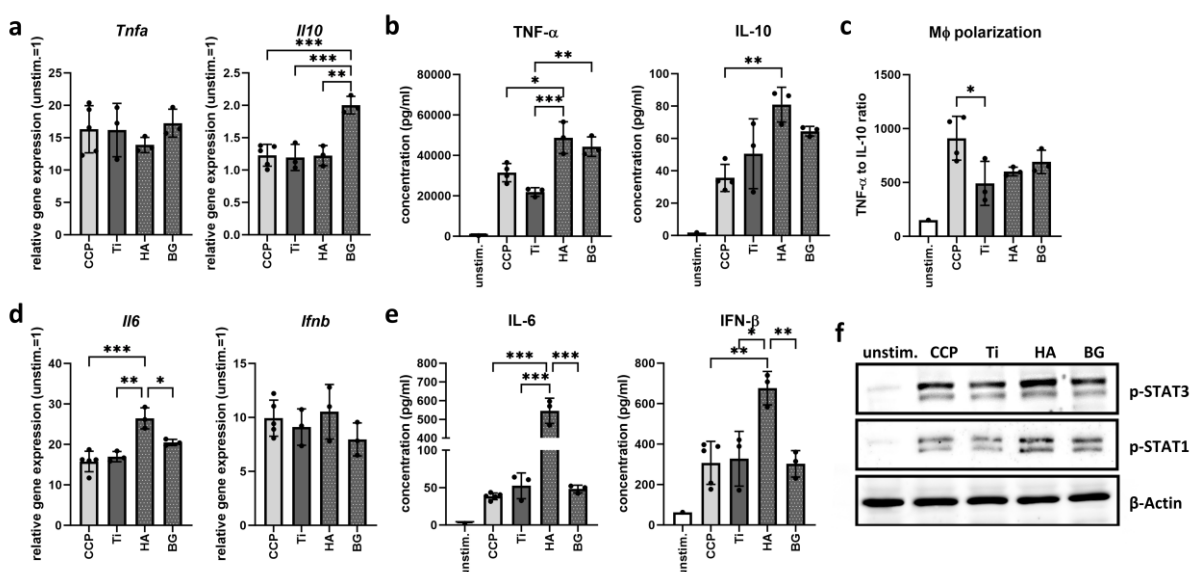 a
Tnfa
relative gene expression (unstim.=1)
25
20
15
10
5
0
CCP
Ti
HA
BG
Il10
***
***
**
relative gene expression (unstim.=1)
2.5
2.0
1.5
1.0
0.5
0.0
CCP
Ti
HA
BG
b
TNF-α
**
*
***
concentration (pg/ml)
80000
60000
40000
20000
0
unstim.
CCP
Ti
HA
BG
IL-10
**
concentration (pg/ml)
100
80
60
40
20
0
unstim.
CCP
Ti
HA
BG
c
Mϕ polarization
*
TNF-α to IL-10 ratio
1500
1000
500
0
unstim.
CCP
Ti
HA
BG
d
Il6
***
**
*
relative gene expression (unstim.=1)
40
30
20
10
0
CCP
Ti
HA
BG
Ifnb
relative gene expression (unstim.=1)
15
10
5
0
CCP
Ti
HA
BG
e
IL-6
***
***
***
concentration (pg/ml)
800
700
600
500
400
100
50
0
unstim.
CCP
Ti
HA
BG
IFN-β
*
**
**
concentration (pg/ml)
800
600
400
200
0
unstim.
CCP
Ti
HA
BG
f
unstim. CCP Ti HA BG
p-STAT3
p-STAT1
β-Actin